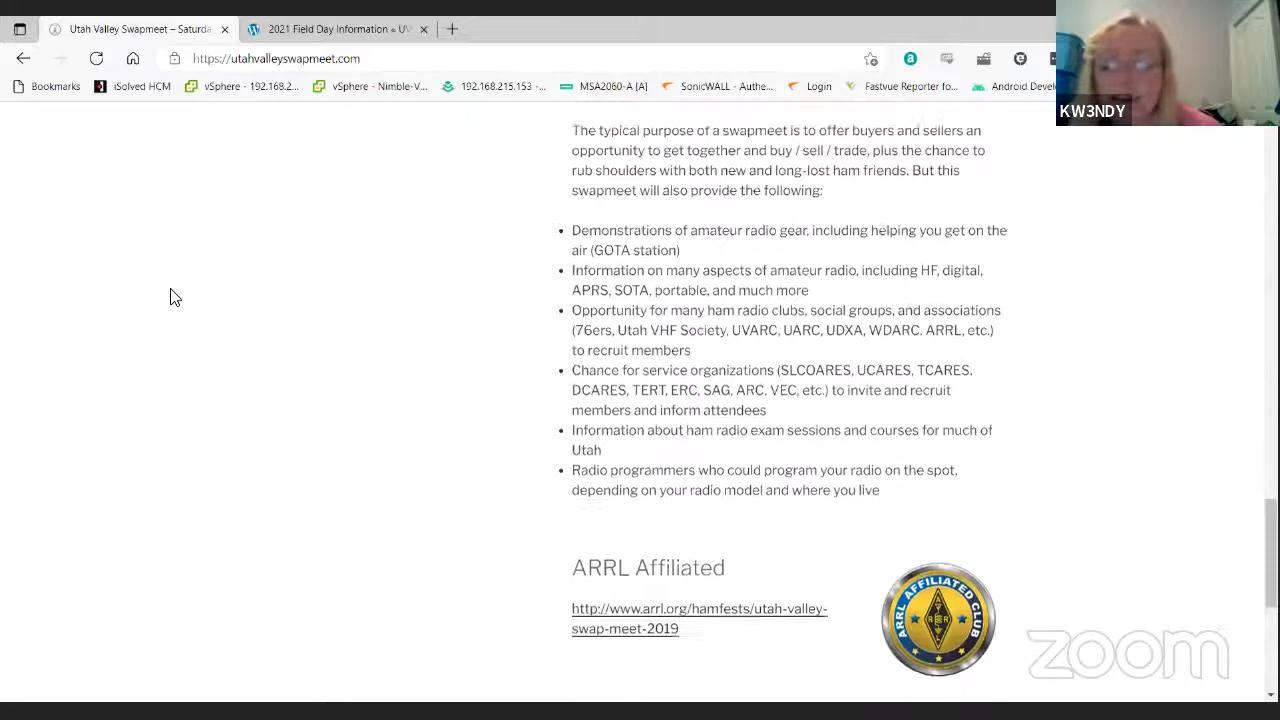 Utah Valley Swapmeet – Saturda
2021 Field Day Information « UV
https://utahvalleyswapmeet.com
Bookmarks
iSolved HCM
vSphere - 192.168.2...
vSphere - Nimble-V...
192.168.215.153 -...
MSA2060-A [A]
SonicWALL - Authe...
Login
Fastvue Reporter fo...
Android Deve
KW3NDY
The typical purpose of a swapmeet is to offer buyers and sellers an
opportunity to get together and buy / sell / trade, plus the chance to
rub shoulders with both new and long-lost ham friends. But this
swapmeet will also provide the following:
• Demonstrations of amateur radio gear, including helping you get on the
air (GOTA station)
• Information on many aspects of amateur radio, including HF, digital,
APRS, SOTA, portable, and much more
• Opportunity for many ham radio clubs, social groups, and associations
(76ers, Utah VHF Society, UVARC, UARC, UDXA, WDARC. ARRL, etc.)
to recruit members
• Chance for service organizations (SLCOARES, UCARES, TCARES.
DCARES, TERT, ERC, SAG, ARC, VEC, etc.) to invite and recruit
members and inform attendees
• Information about ham radio exam sessions and courses for much of
Utah
• Radio programmers who could program your radio on the spot,
depending on your radio model and where you live
ARRL Affiliated
http://www.arrl.org/hamfests/utah-valley-
swap-meet-2019
ARRL AFFILIATED CLUB
zoom